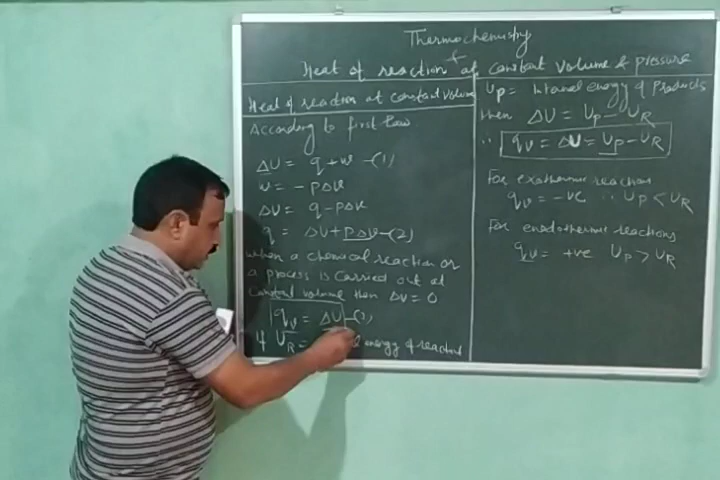 Thermochemistry
Heat of reaction at constant volume & pressure
Heat of reaction at constant volume
According to first law
ΔU = q + w -(1)
w = - PΔv
ΔU = q - PΔv
q = ΔU + PΔv -(2)
when a chemical reaction or
a process is carried out at
constant volume then ΔV = 0
qv = ΔU -(3)
If UR = energy of reactant
UP = Internal energy of Products
then ΔU = UP - UR
∵ qv = ΔU = UP - UR
For exothermic reaction
qv = -ve ∵ UP < UR
For endothermic reactions
qv = +ve UP > UR